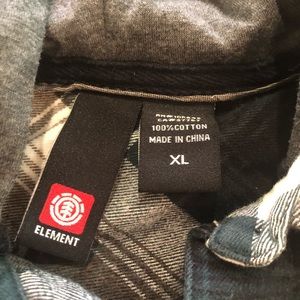 100%COTTON
MADE IN CHINA
XL
ELEMENT